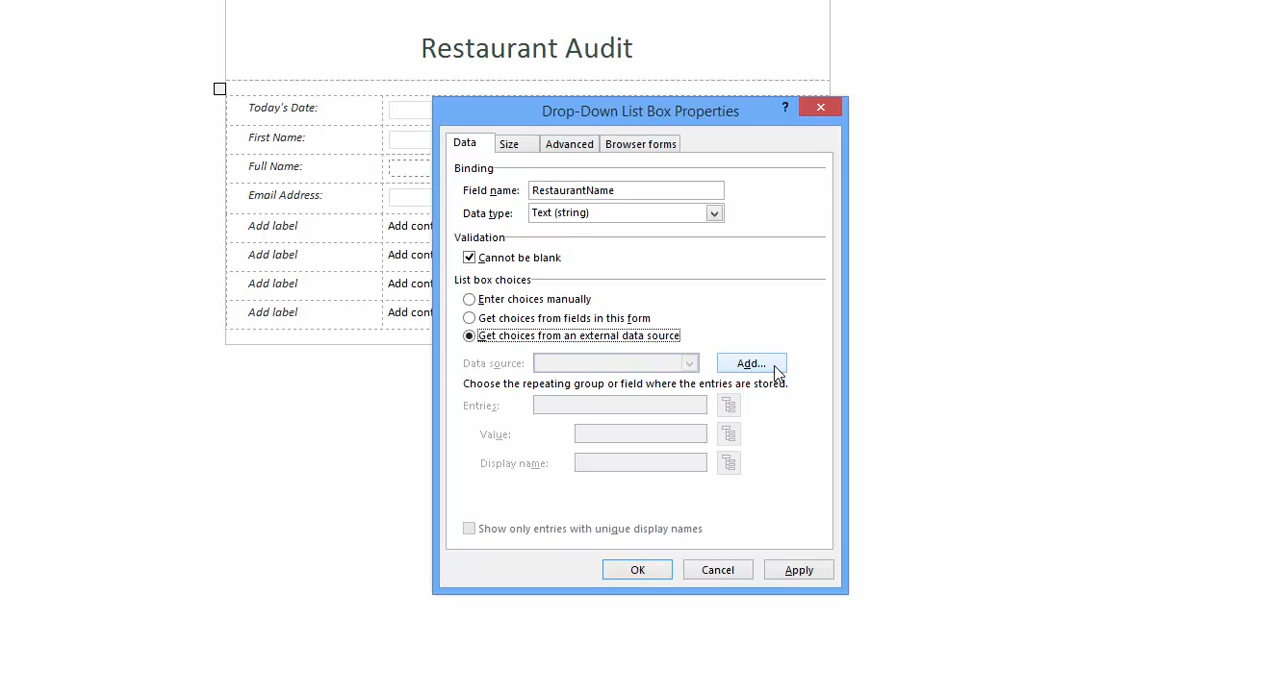 Restaurant Audit
Today's Date:
First Name:
Full Name:
Email Address:
Add label Add cont
Add label Add cont
Add label Add cont
Add label Add cont
Drop-Down List Box Properties
?
Data Size Advanced Browser forms
Binding
Field name: RestaurantName
Data type: Text (string)
Validation
Cannot be blank
List box choices
Enter choices manually
Get choices from fields in this form
Get choices from an external data source
Data source: Add...
Choose the repeating group or field where the entries are stored.
Entries:
Value:
Display name:
Show only entries with unique display names
OK Cancel Apply